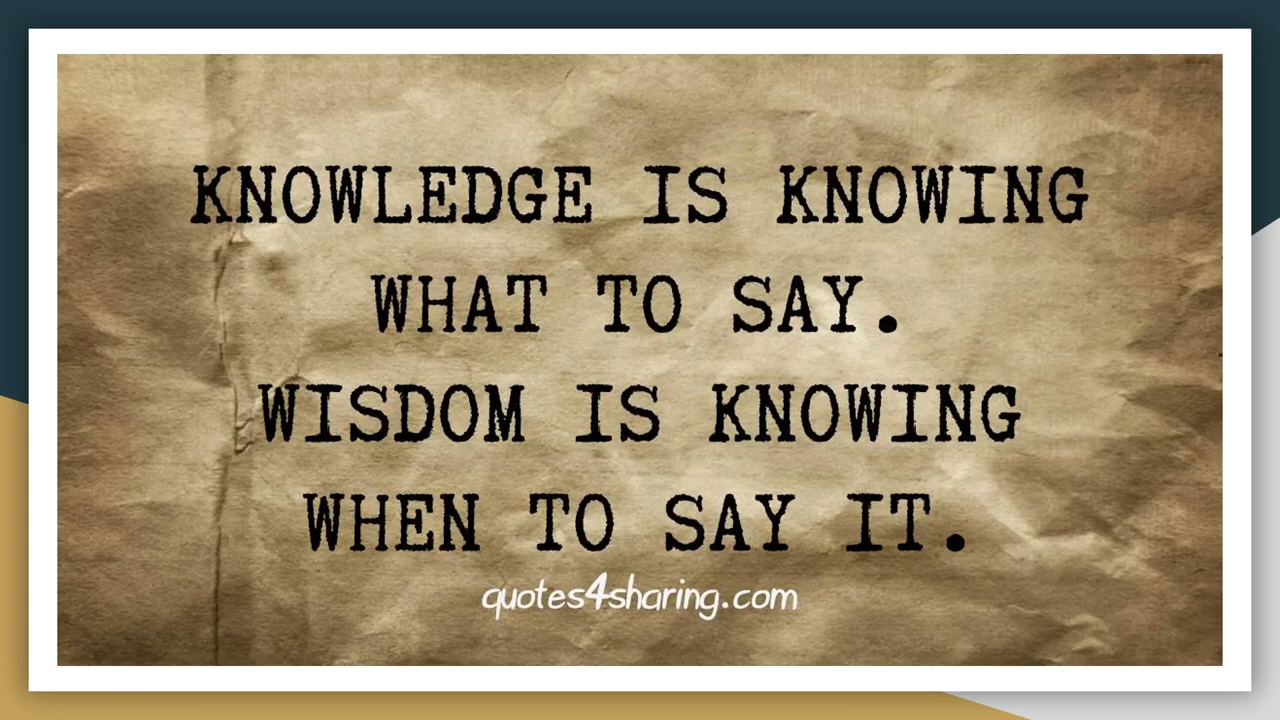 KNOWLEDGE IS KNOWING
WHAT TO SAY.
WISDOM IS KNOWING
WHEN TO SAY IT.
quotes4sharing.com